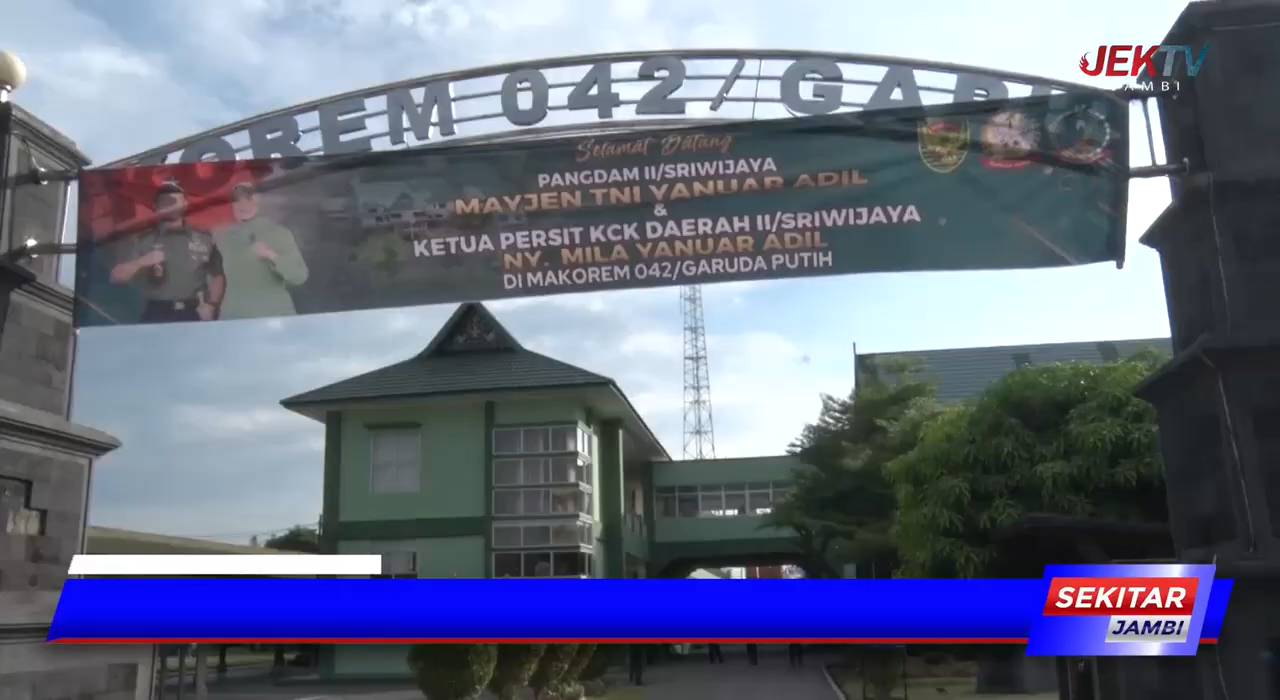 JEKTV
JAMBI
KOREM 042/GARU
Selamat Datang
PANGDAM II/SRIWIJAYA
MAYJEN TNI YANUAR ADIL
&
KETUA PERSIT KCK DAERAH II/SRIWIJAYA
NY. MILA YANUAR ADIL
DI MAKOREM 042/GARUDA PUTIH
SEKITAR
JAMBI